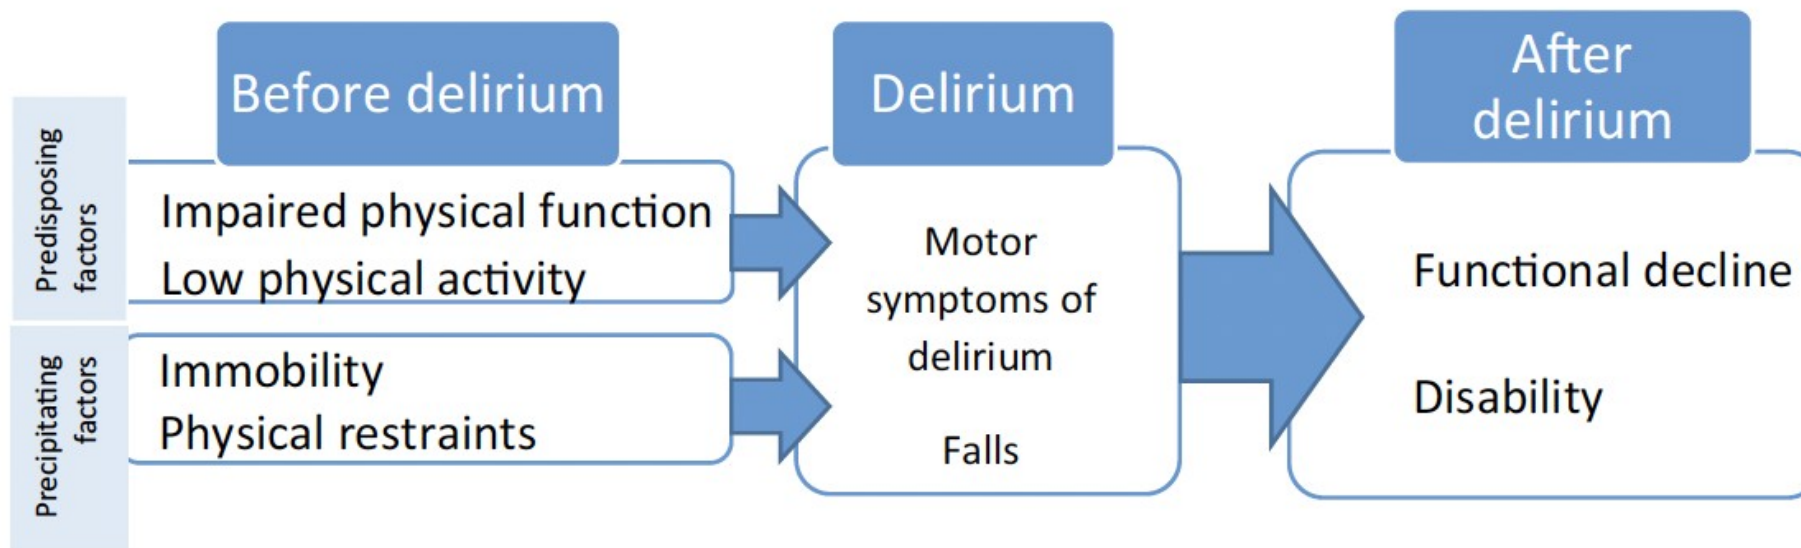 Before delirium
Delirium
After
delirium
Predisposing
factors
Impaired physical function
Low physical activity
Precipitating
factors
Immobility
Physical restraints
Motor
symptoms of
delirium
Falls
Functional decline
Disability